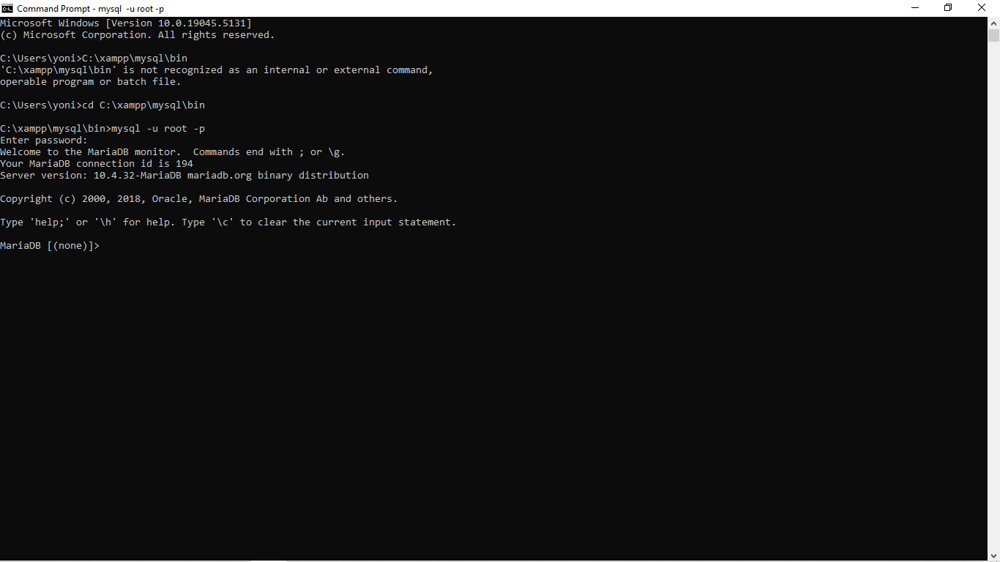 Command Prompt - mysql -u root -p
Microsoft Windows [Version 10.0.19045.5131]
(c) Microsoft Corporation. All rights reserved.
C:\Users\yoni>C:\xampp\mysql\bin
'C:\xampp\mysql\bin' is not recognized as an internal or external command,
operable program or batch file.
C:\Users\yoni>cd C:\xampp\mysql\bin
C:\xampp\mysql\bin>mysql -u root -p
Enter password:
Welcome to the MariaDB monitor.  Commands end with ; or \g.
Your MariaDB connection id is 194
Server version: 10.4.32-MariaDB mariadb.org binary distribution
Copyright (c) 2000, 2018, Oracle, MariaDB Corporation Ab and others.
Type 'help;' or '\h' for help. Type '\c' to clear the current input statement.
MariaDB [(none)]>